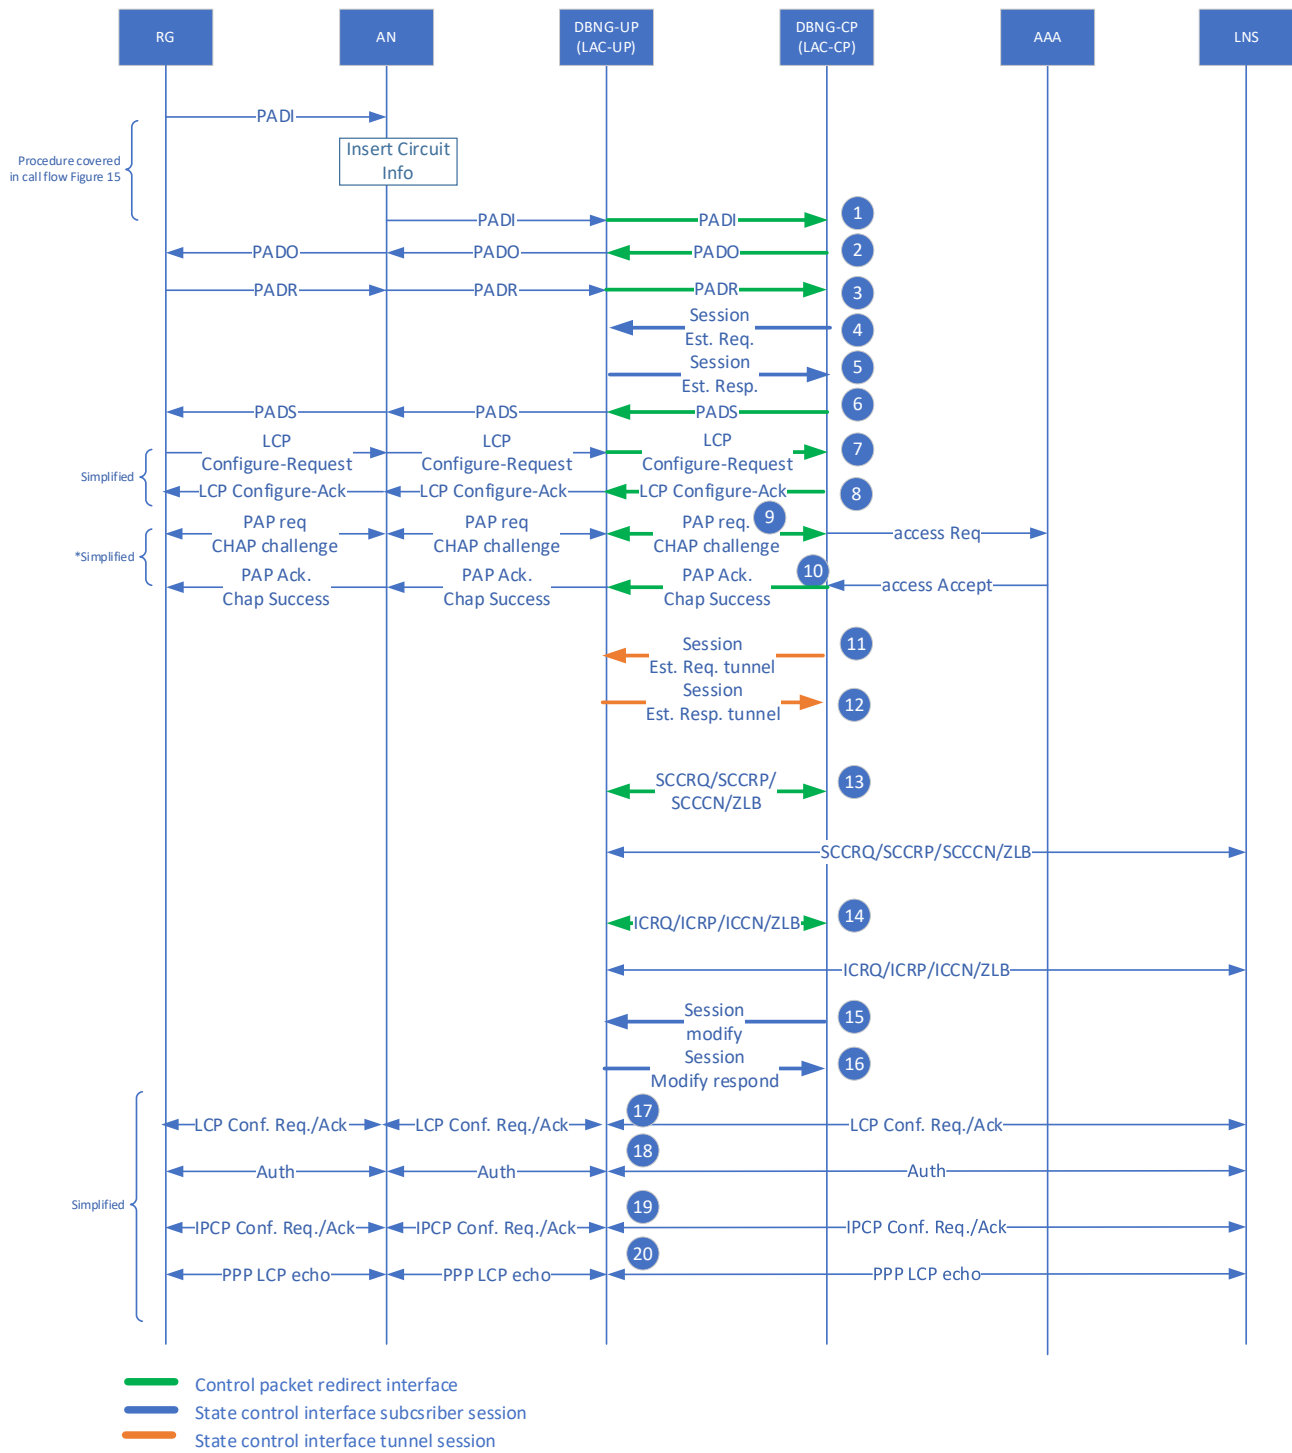 RG
AN
DBNG-UP
(LAC-UP)
DBNG-CP
(LAC-CP)
AAA
LNS
PADI
Procedure covered
in call flow Figure 15
Insert Circuit
Info
PADI
PADI
1
PADO
PADO
PADO
2
PADR
PADR
PADR
3
Session
Est. Req.
4
Session
Est. Resp.
5
PADS
PADS
PADS
6
Simplified
LCP
Configure-Request
LCP
Configure-Request
LCP
Configure-Request
7
LCP Configure-Ack
LCP Configure-Ack
LCP Configure-Ack
8
*Simplified
PAP req
CHAP challenge
PAP req
CHAP challenge
PAP req.
CHAP challenge
9
access Req
PAP Ack.
Chap Success
PAP Ack.
Chap Success
PAP Ack.
Chap Success
10
access Accept
Session
Est. Req. tunnel
11
Session
Est. Resp. tunnel
12
SCCRQ/SCCRP/
SCCCN/ZLB
13
SCCRQ/SCCRP/SCCCN/ZLB
ICRQ/ICRP/ICCN/ZLB
14
ICRQ/ICRP/ICCN/ZLB
Session
modify
15
Session
Modify respond
16
Simplified
17
LCP Conf. Req./Ack
LCP Conf. Req./Ack
LCP Conf. Req./Ack
18
Auth
Auth
Auth
19
IPCP Conf. Req./Ack
IPCP Conf. Req./Ack
IPCP Conf. Req./Ack
20
PPP LCP echo
PPP LCP echo
PPP LCP echo
Control packet redirect interface
State control interface subcsriber session
State control interface tunnel session